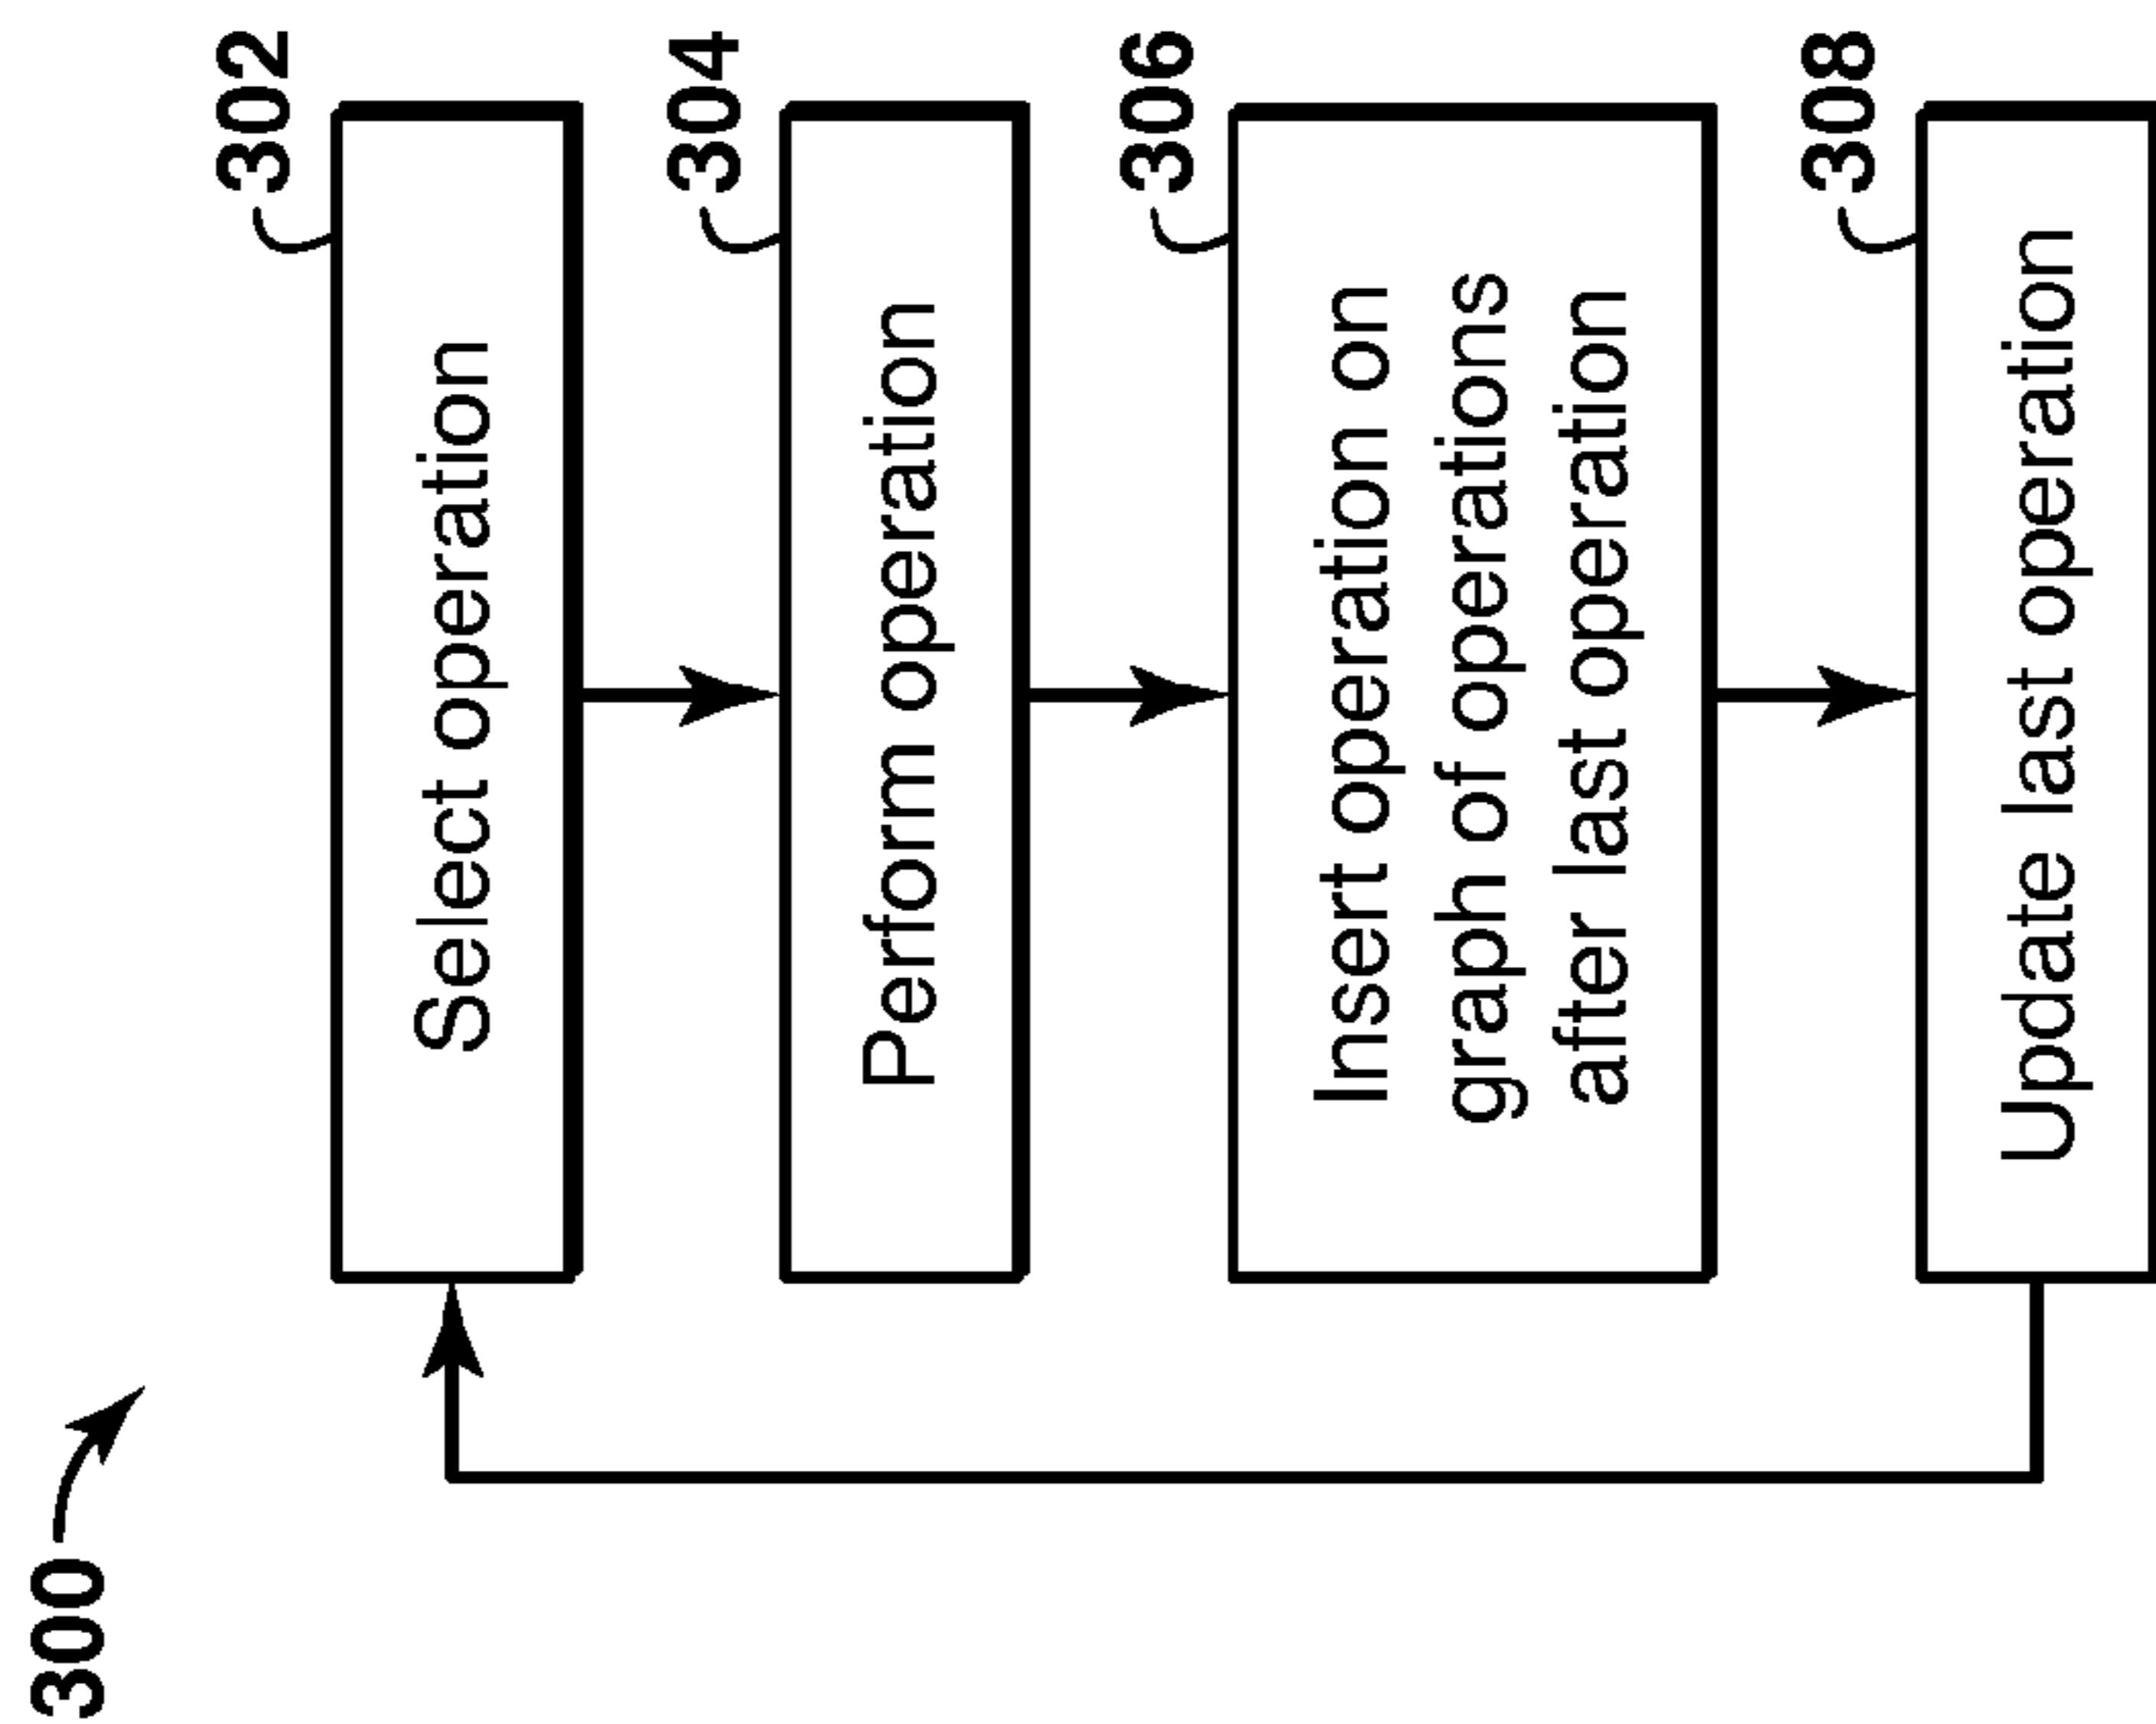 300
302
Select operation
304
Perform operation
306
Insert operation on
graph of operations
after last operation
308
Update last operation